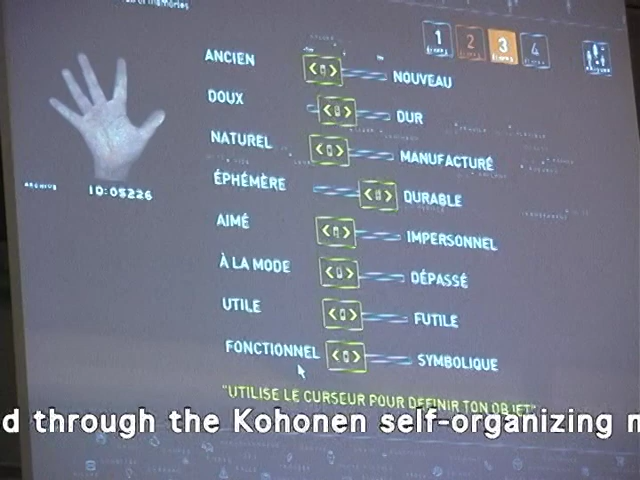 1 2 3 4
ANCIEN NOUVEAU
DOUX DUR
NATUREL MANUFACTURÉ
ÉPHÉMÈRE DURABLE
AIMÉ IMPERSONNEL
À LA MODE DÉPASSÉ
UTILE FUTILE
FONCTIONNEL SYMBOLIQUE
ID:05226
"UTILISE LE CURSEUR POUR DÉFINIR TON OBJET"
d through the Kohonen self-organizing m